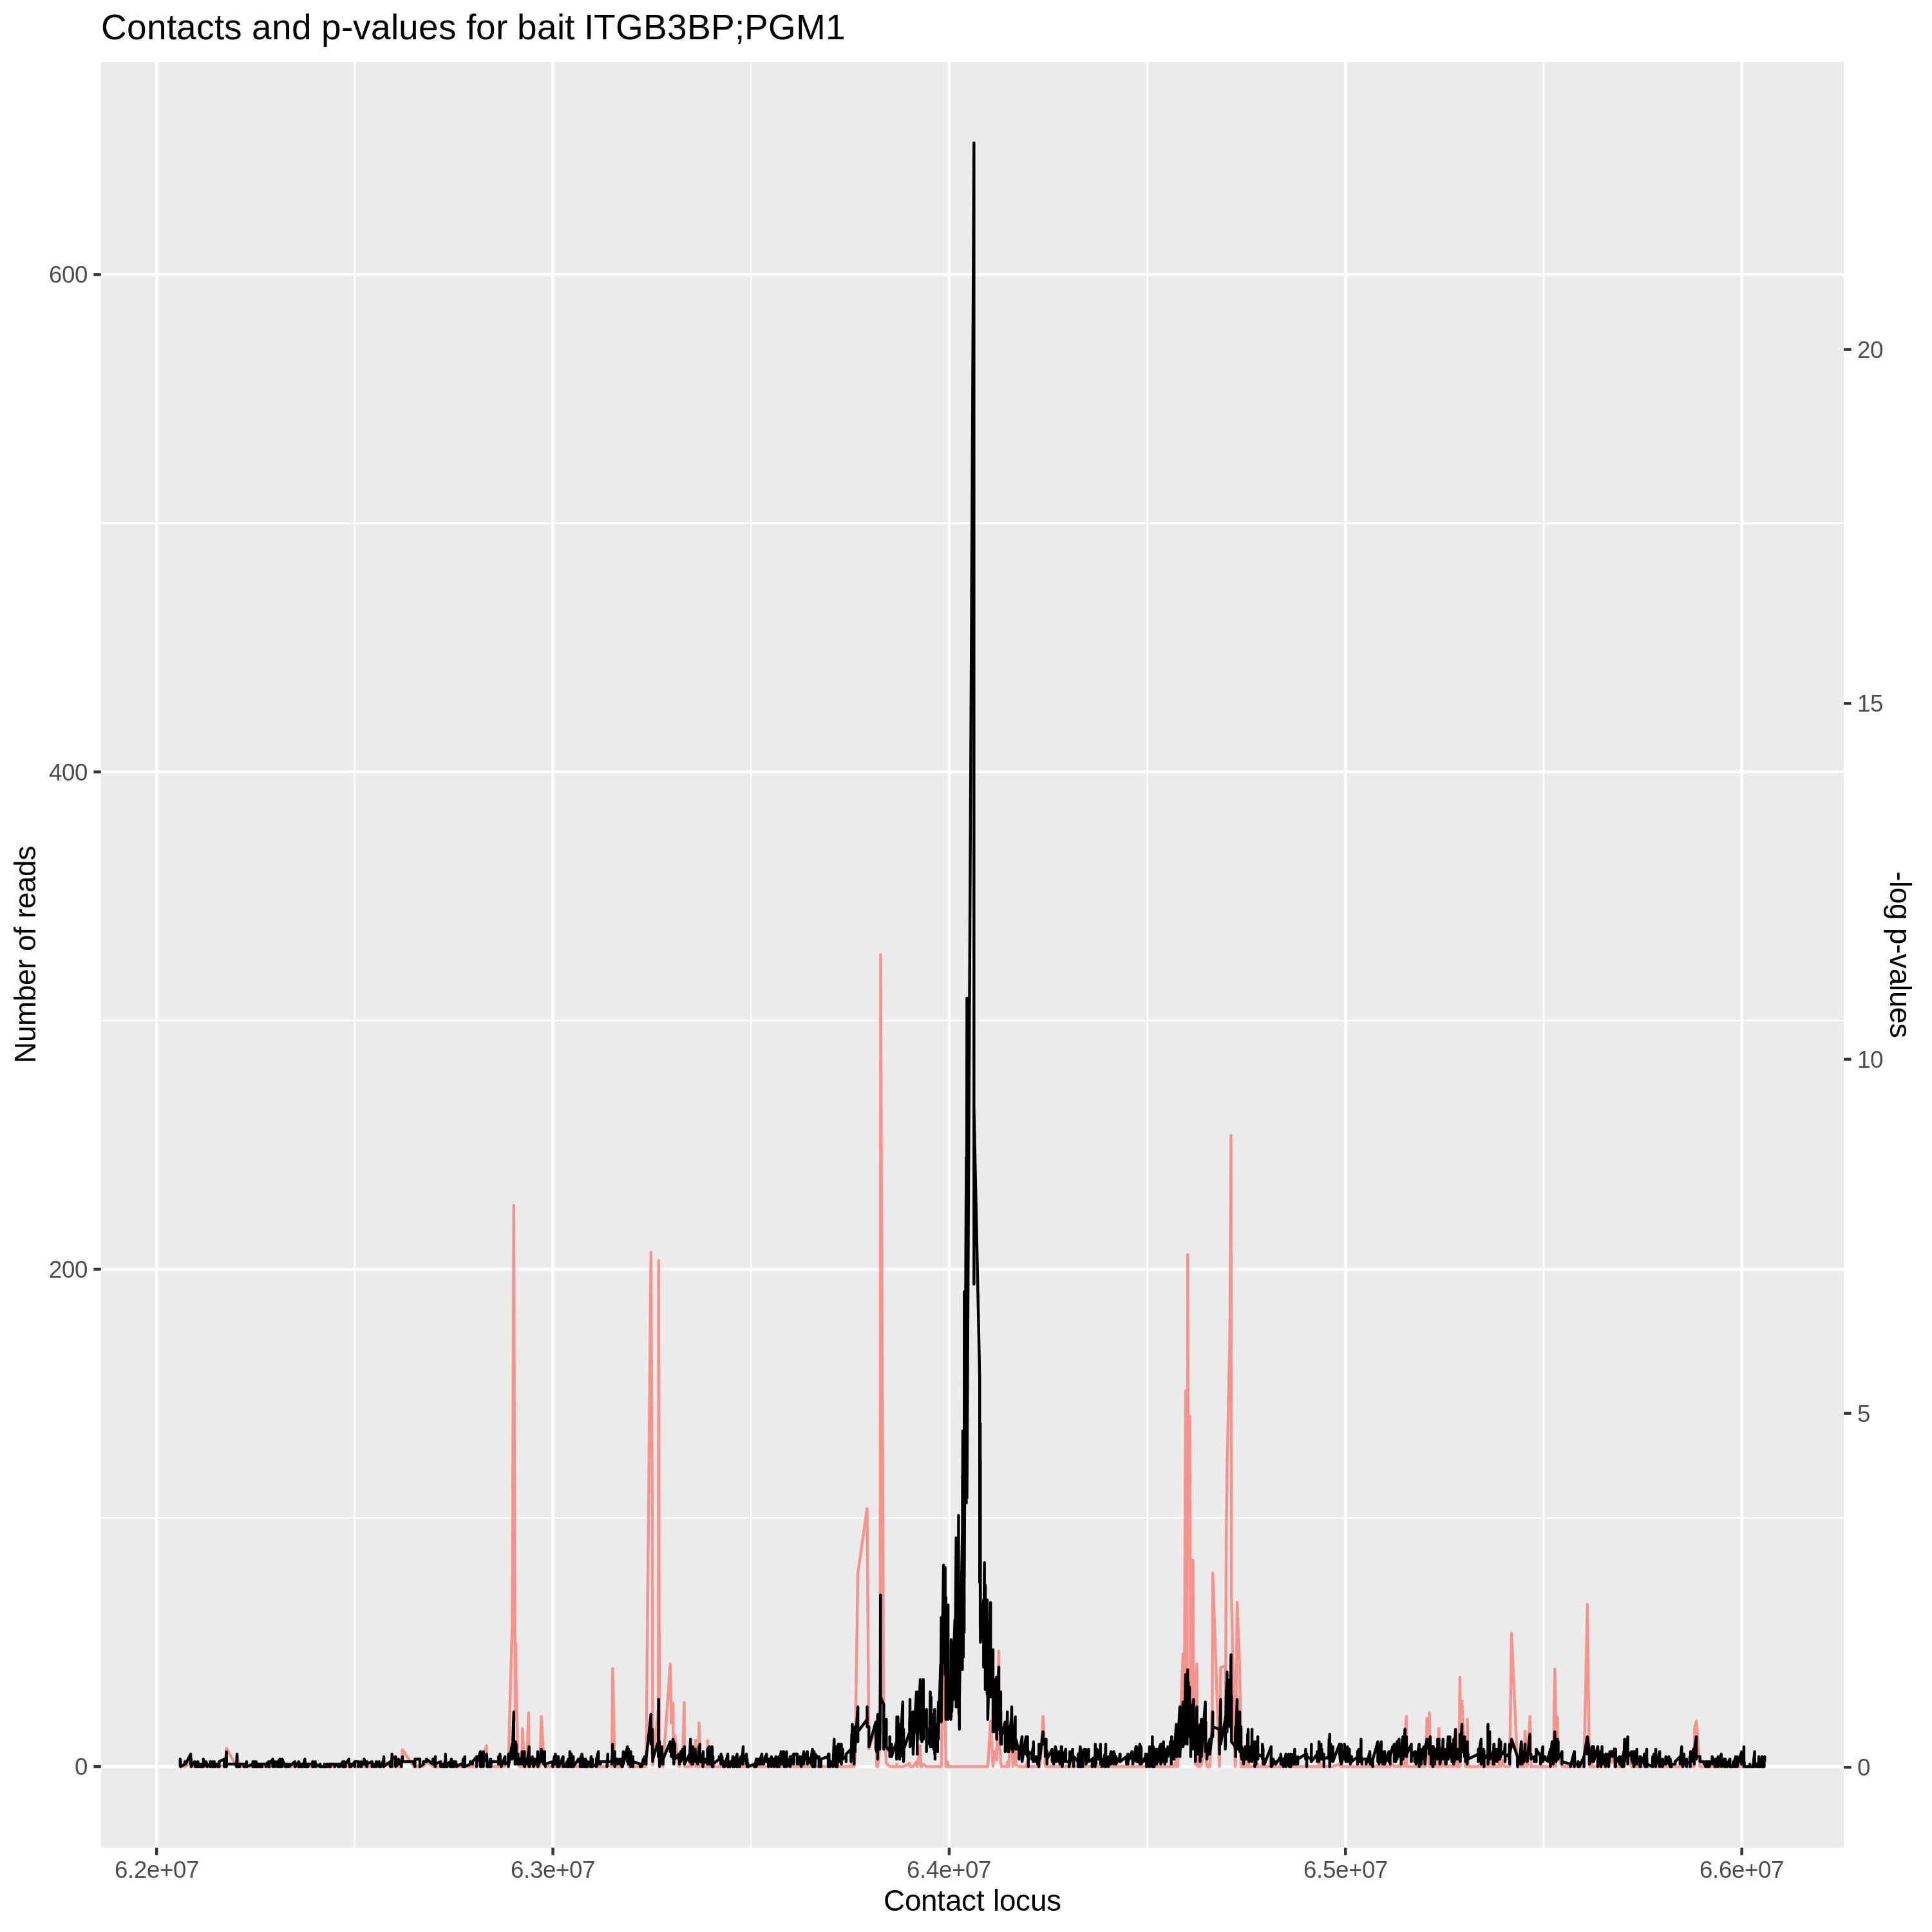 Contacts and p-values for bait ITGB3BP;PGM1
600
400
200
0
Number of reads
20
15
10
5
0
-log p-values
6.2e+07
6.3e+07
6.4e+07
6.5e+07
6.6e+07
Contact locus